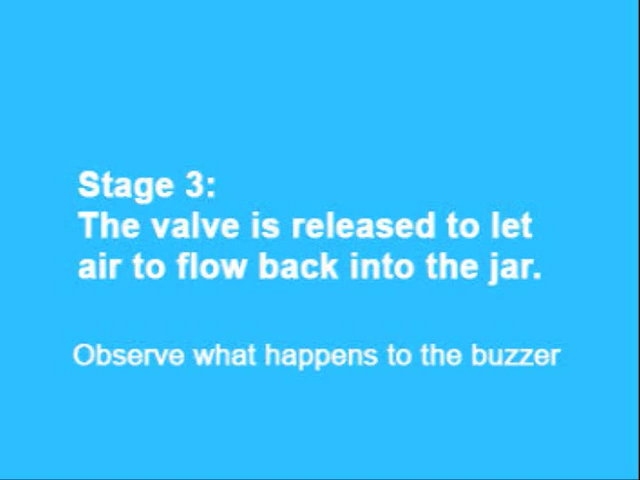 Stage 3:
The valve is released to let
air to flow back into the jar.
Observe what happens to the buzzer